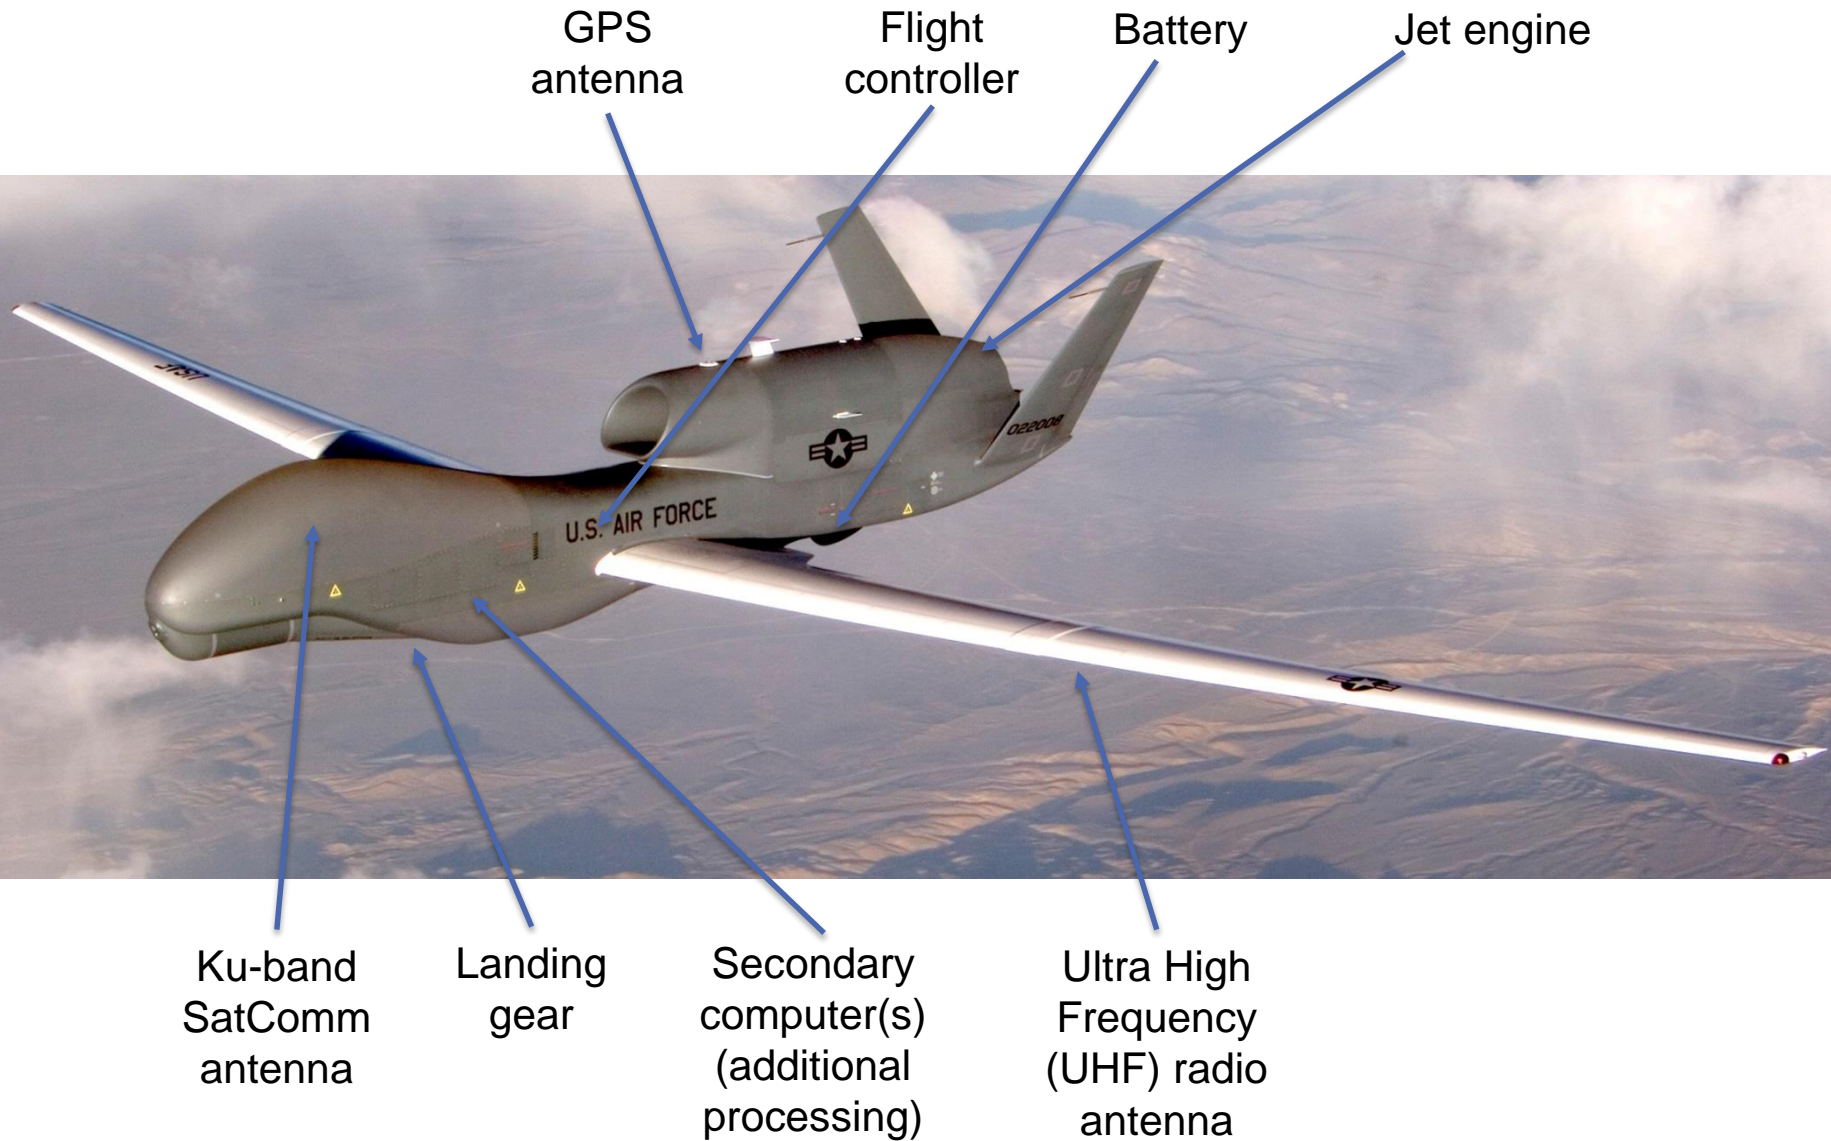 GPS
antenna
Flight
controller
Battery
Jet engine
USAF
022008
U.S. AIR FORCE
Ku-band
SatComm
antenna
Landing
gear
Secondary
computer(s)
(additional
processing)
Ultra High
Frequency
(UHF) radio
antenna